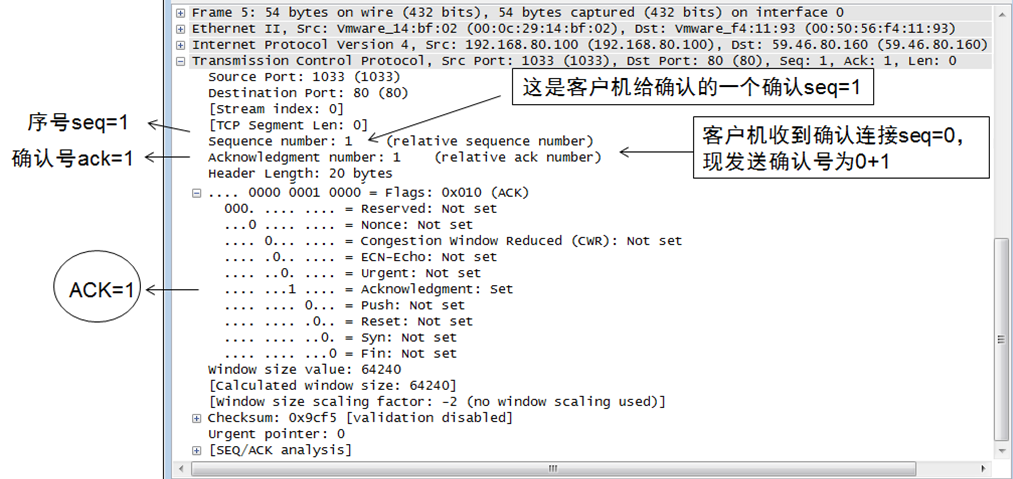 Frame 5: 54 bytes on wire (432 bits), 54 bytes captured (432 bits) on interface 0
Ethernet II, Src: Vmware_14:bf:02 (00:0c:29:14:bf:02), Dst: Vmware_f4:11:93 (00:50:56:f4:11:93)
Internet Protocol Version 4, Src: 192.168.80.100 (192.168.80.100), Dst: 59.46.80.160 (59.46.80.160)
Transmission Control Protocol, Src Port: 1033 (1033), Dst Port: 80 (80), Seq: 1, Ack: 1, Len: 0
Source Port: 1033 (1033)
Destination Port: 80 (80)
[Stream index: 0]
[TCP Segment Len: 0]
Sequence number: 1 (relative sequence number)
Acknowledgment number: 1 (relative ack number)
Header Length: 20 bytes
.... 0000 0001 0000 = Flags: 0x010 (ACK)
000. .... .... = Reserved: Not set
...0 .... .... = Nonce: Not set
.... 0... .... = Congestion Window Reduced (CWR): Not set
.... .0.. .... = ECN-Echo: Not set
.... ..0. .... = Urgent: Not set
.... ...1 .... = Acknowledgment: Set
.... .... 0... = Push: Not set
.... .... .0.. = Reset: Not set
.... .... ..0. = Syn: Not set
.... .... ...0 = Fin: Not set
Window size value: 64240
[Calculated window size: 64240]
[Window size scaling factor: -2 (no window scaling used)]
Checksum: 0x9cf5 [validation disabled]
Urgent pointer: 0
[SEQ/ACK analysis]
这是客户机给确认的一个确认seq=1
客户机收到确认连接seq=0，
现发送确认号为0+1
序号seq=1
确认号ack=1
ACK=1